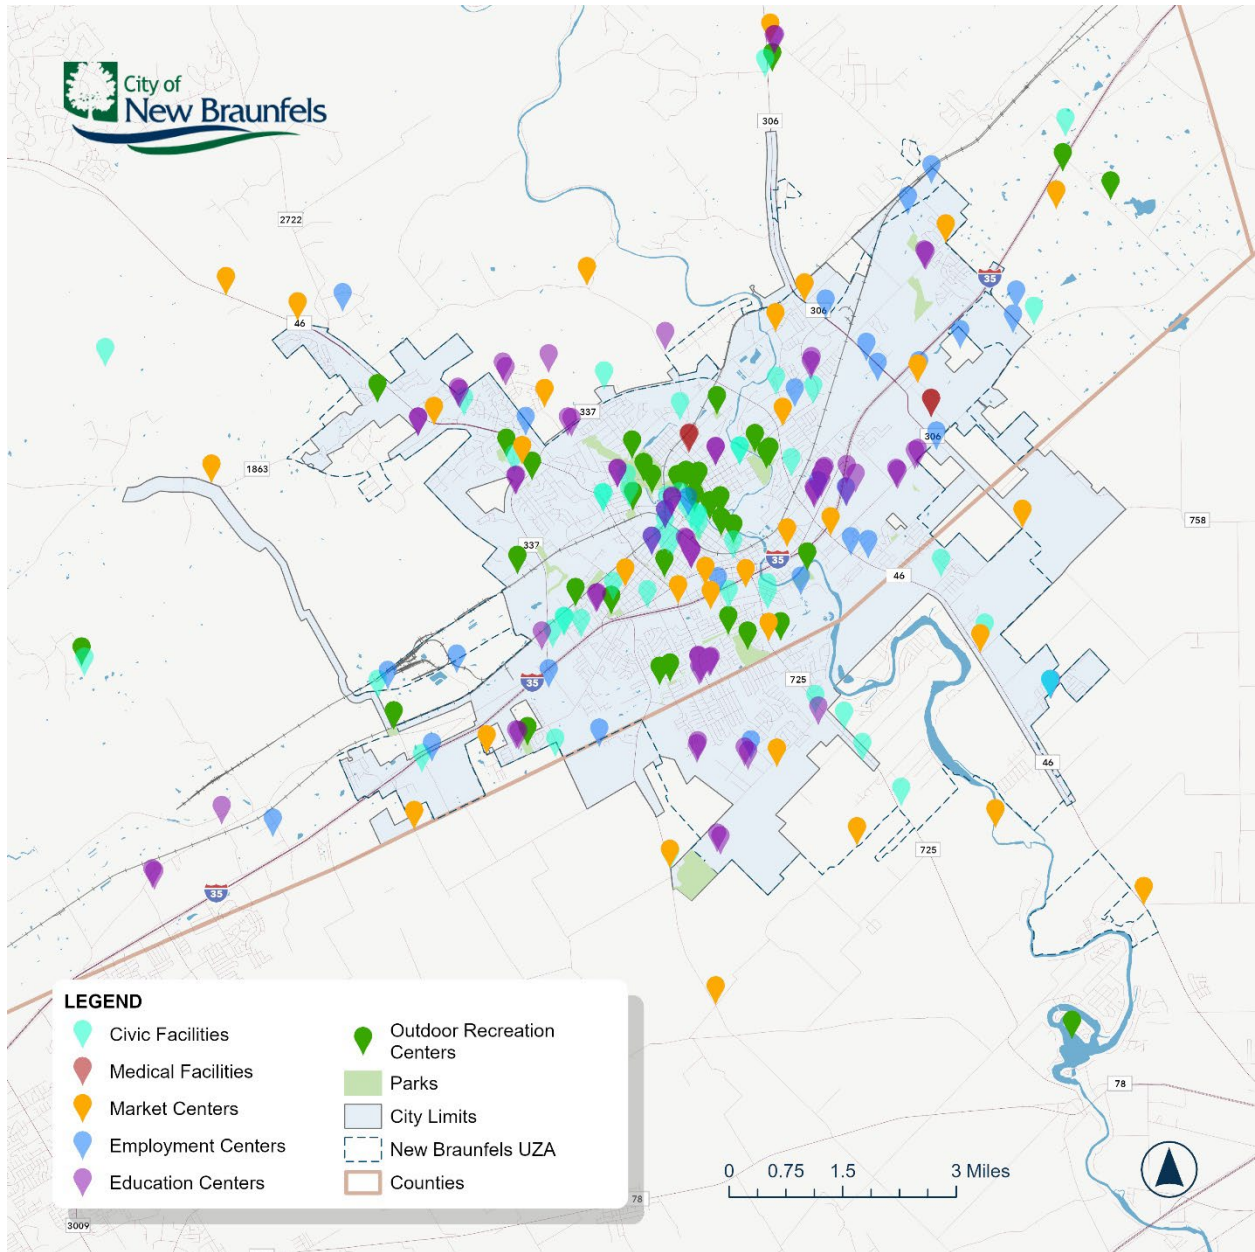 City of
New Braunfels
306
2722
35
46
306
337
306
1863
758
337
35
46
35
725
46
725
35
78
78
3009
LEGEND
Civic Facilities
Medical Facilities
Market Centers
Employment Centers
Education Centers
Outdoor Recreation
Centers
Parks
City Limits
New Braunfels UZA
Counties
0 0.75 1.5 3 Miles